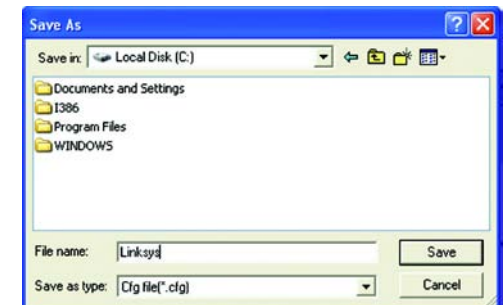 Save As
Save in: Local Disk (C:)
Documents and Settings
I386
Program Files
WINDOWS
File name: Linksys Save
Save as type: Cfg file(*.cfg) Cancel